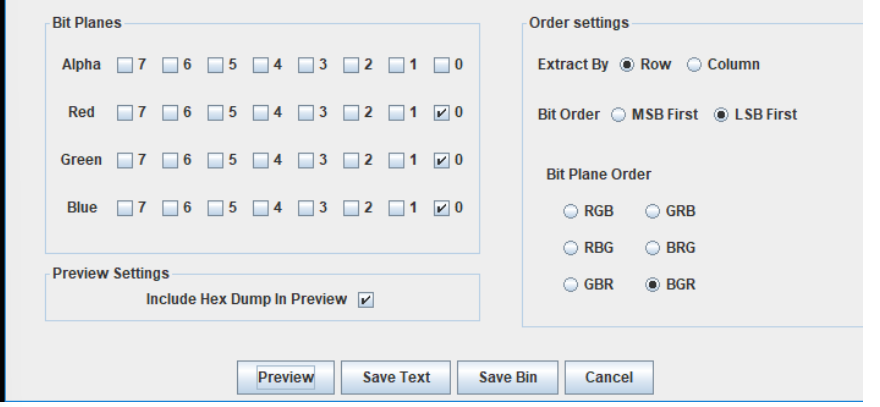 Bit Planes
Alpha 7 6 5 4 3 2 1 0
Red 7 6 5 4 3 2 1 0
Green 7 6 5 4 3 2 1 0
Blue 7 6 5 4 3 2 1 0
Preview Settings
Include Hex Dump In Preview
Order settings
Extract By Row Column
Bit Order MSB First LSB First
Bit Plane Order
RGB GRB
RBG BRG
GBR BGR
Preview Save Text Save Bin Cancel